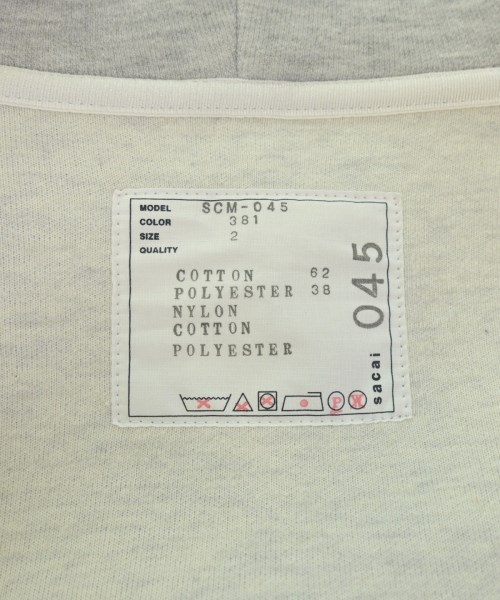 MODEL SCM-045
COLOR 381
SIZE 2
QUALITY
COTTON 62
POLYESTER 38
NYLON
COTTON
POLYESTER
P W
sacai 045